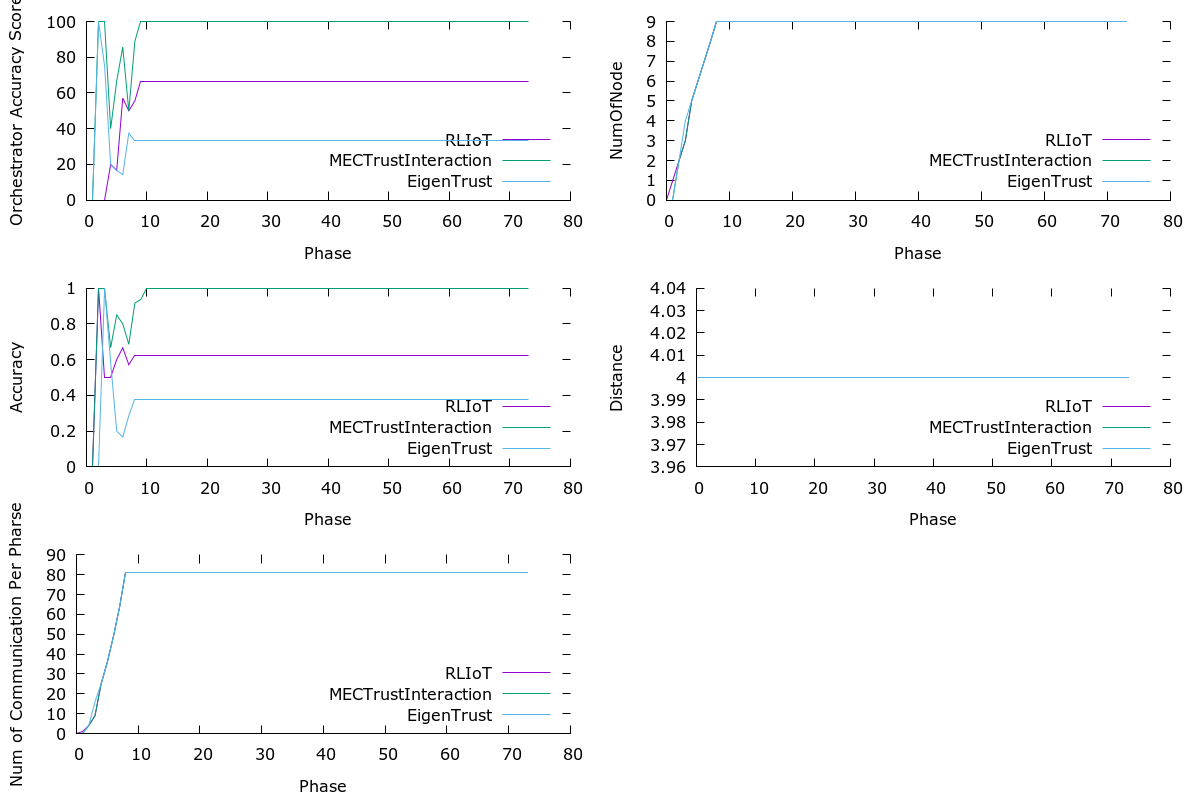 Orchestrator Accuracy Score
100
80
60
40
20
0
RLIoT
MECTrustInteraction
EigenTrust
0 10 20 30 40 50 60 70 80
Phase
NumOfNode
9
8
7
6
5
4
3
2
1
0
RLIoT
MECTrustInteraction
EigenTrust
0 10 20 30 40 50 60 70 80
Phase
Accuracy
1
0.8
0.6
0.4
0.2
0
RLIoT
MECTrustInteraction
EigenTrust
0 10 20 30 40 50 60 70 80
Phase
Distance
4.04
4.03
4.02
4.01
4
3.99
3.98
3.97
3.96
RLIoT
MECTrustInteraction
EigenTrust
0 10 20 30 40 50 60 70 80
Phase
Num of Communication Per Pharse
90
80
70
60
50
40
30
20
10
0
RLIoT
MECTrustInteraction
EigenTrust
0 10 20 30 40 50 60 70 80
Phase